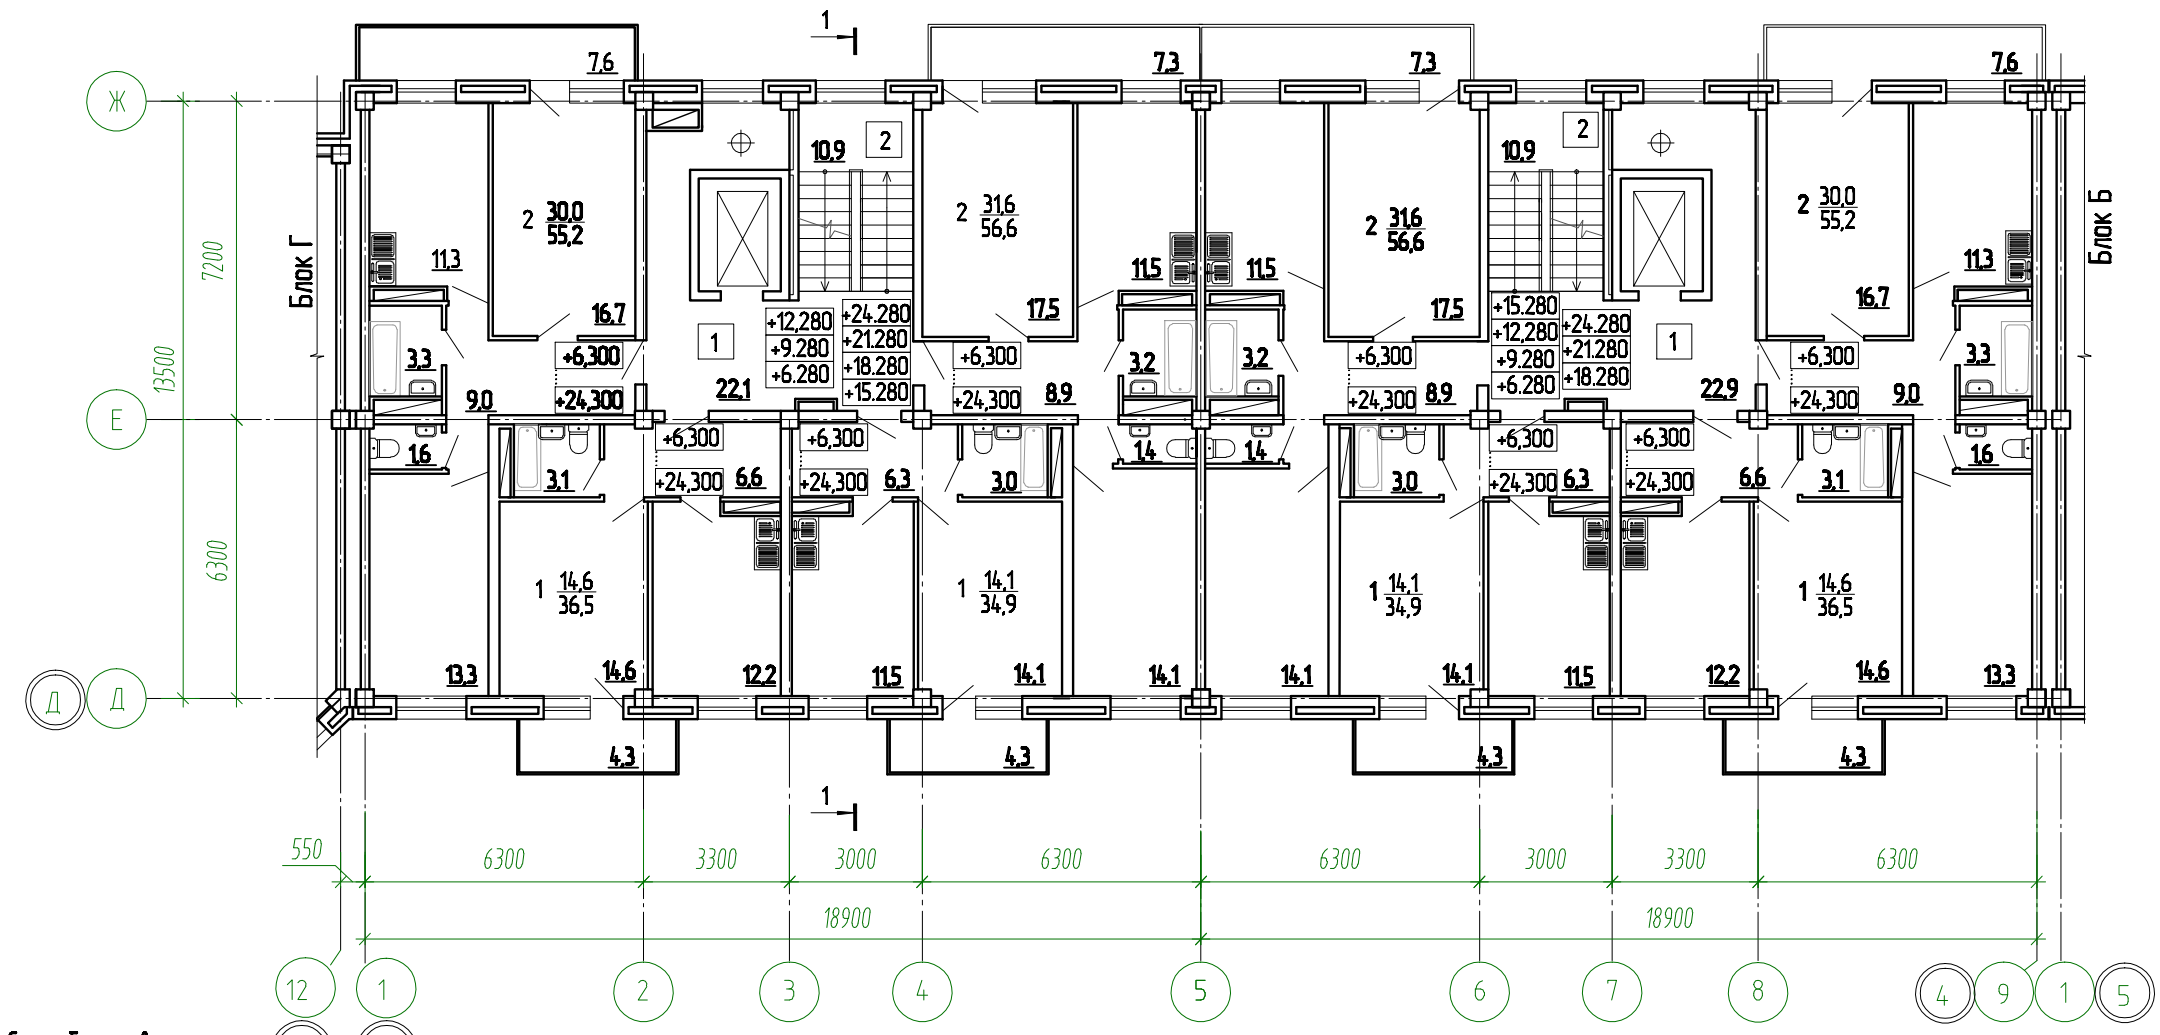 1
7,6 7,3 7,3 7,6
Ж
2 2
10,9 10,9
Блок Г
Блок Б
2 30,0
55,2
2 31,6
56,6
2 31,6
56,6
2 30,0
55,2
7200
11,3 11,5 11,5 11,3
16,7 17,5 17,5 16,7
+12,280
+9.280
+6.280
+24.280
+21.280
+18.280
+15.280
+15.280
+12,280
+9.280
+6.280
+24.280
+21.280
+18.280
1 1
13500
3,3 3,2 3,2 3,3
+6,300 +6,300 +6,300 +6,300
+24,300 +24,300 +24,300 +24,300
9,0 22,1 8,9 8,9 22,9 9,0
Е
+6,300 +6,300 +6,300 +6,300
1,6 1,4 1,4 1,6
+24,300 +24,300 +24,300 +24,300
3,1 6,6 6,3 3,0 3,0 6,3 6,6 3,1
6300
1 14,6
36,5
1 14,1
34,9
1 14,1
34,9
1 14,6
36,5
13,3 14,6 12,2 11,5 14,1 14,1 14,1 14,1 11,5 12,2 14,6 13,3
Д Д
4,3 4,3 4,3 4,3
1
550 6300 3300 3000 6300 6300 3000 3300 6300
18900 18900
12 1 2 3 4 5 6 7 8 4 9 1 5